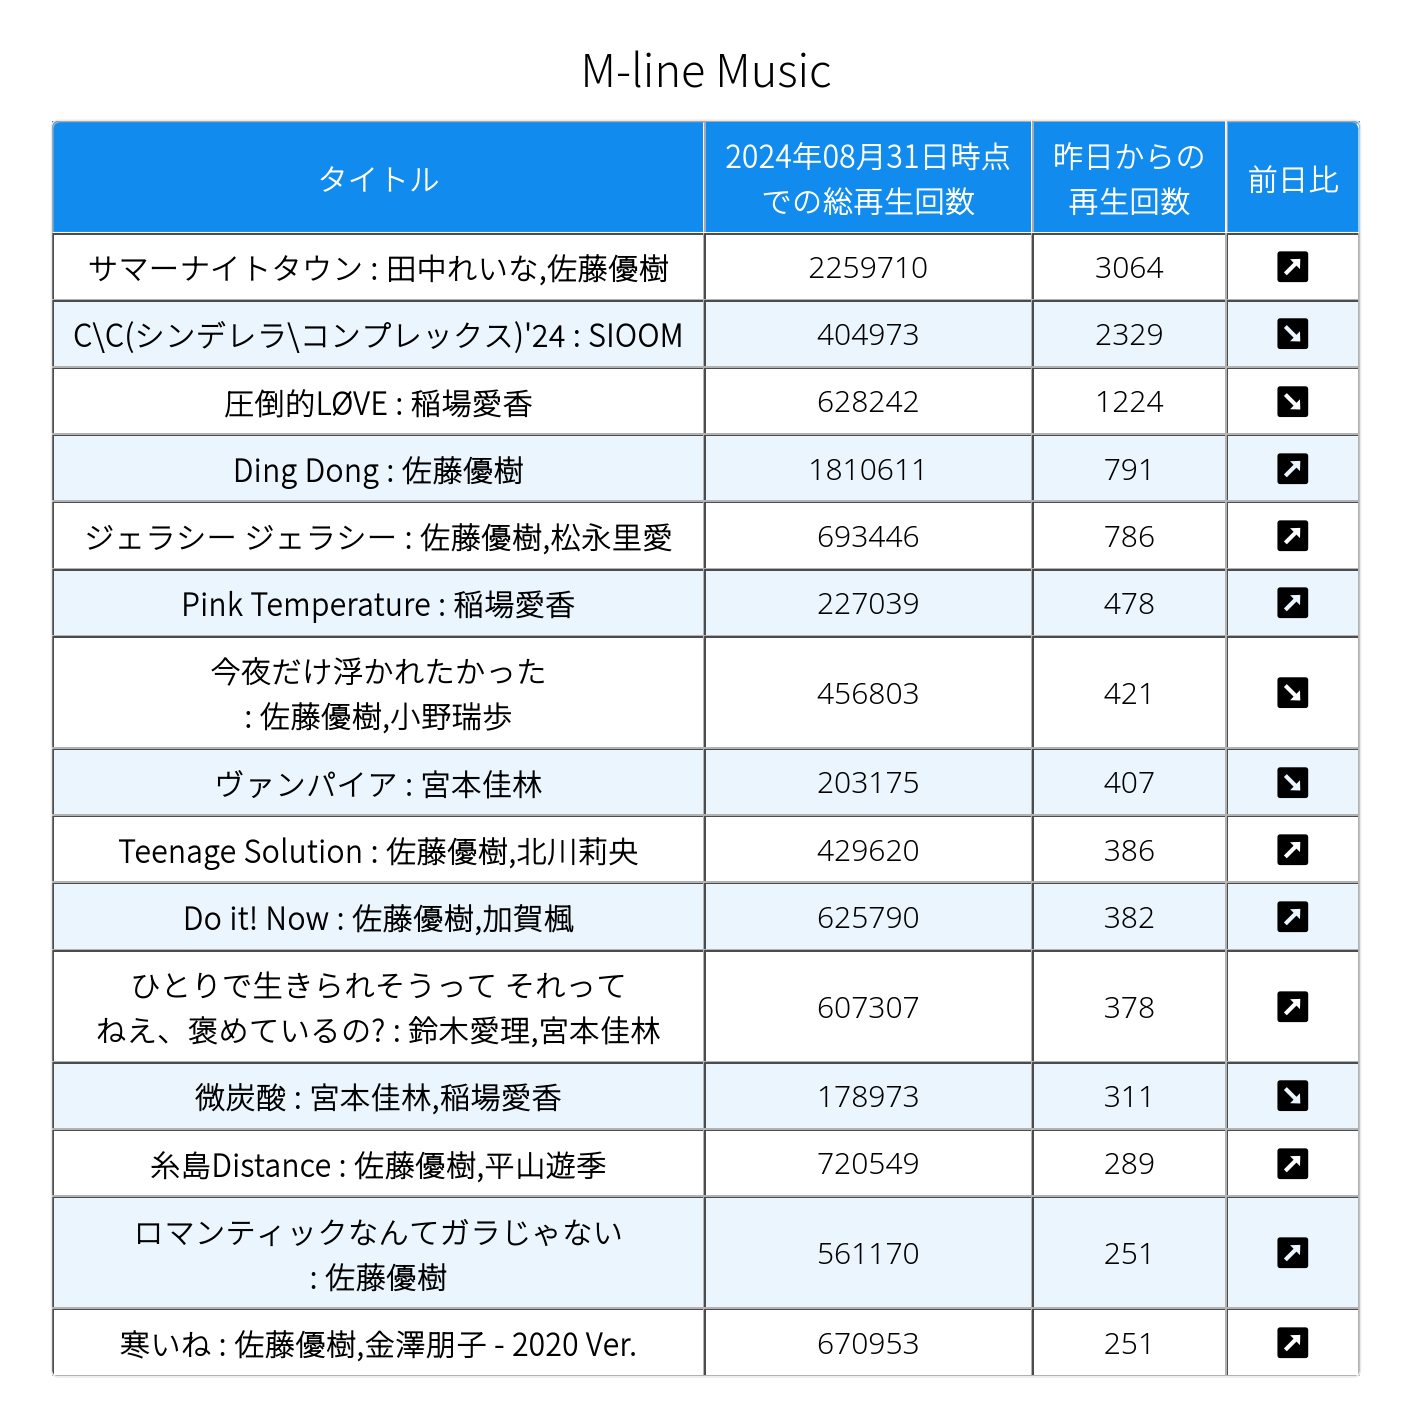 M-line Music
タイトル
2024年08月31日時点
での総再生回数
昨日からの
再生回数
前日比
サマーナイトタウン : 田中れいな,佐藤優樹 2259710 3064
C\C(シンデレラ\コンプレックス)'24 : SIOOM 404973 2329
圧倒的LØVE : 稲場愛香 628242 1224
Ding Dong : 佐藤優樹 1810611 791
ジェラシー ジェラシー : 佐藤優樹,松永里愛 693446 786
Pink Temperature : 稲場愛香 227039 478
今夜だけ浮かれたかった
: 佐藤優樹,小野瑞歩
456803 421
ヴァンパイア : 宮本佳林 203175 407
Teenage Solution : 佐藤優樹,北川莉央 429620 386
Do it! Now : 佐藤優樹,加賀楓 625790 382
ひとりで生きられそうって それって
ねえ、褒めているの? : 鈴木愛理,宮本佳林
607307 378
微炭酸 : 宮本佳林,稲場愛香 178973 311
糸島Distance : 佐藤優樹,平山遊季 720549 289
ロマンティックなんてガラじゃない
: 佐藤優樹
561170 251
寒いね : 佐藤優樹,金澤朋子 - 2020 Ver. 670953 251